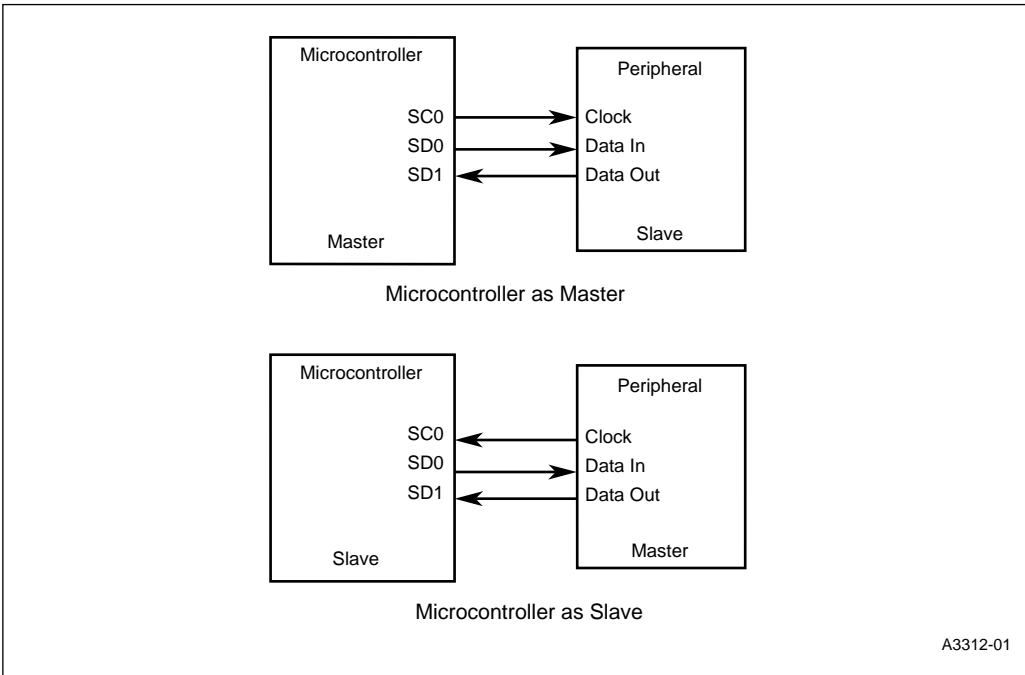 Microcontroller
Peripheral
SC0
Clock
SD0
Data In
SD1
Data Out
Master
Slave
Microcontroller as Master
Microcontroller
Peripheral
SC0
Clock
SD0
Data In
SD1
Data Out
Slave
Master
Microcontroller as Slave
A3312-01